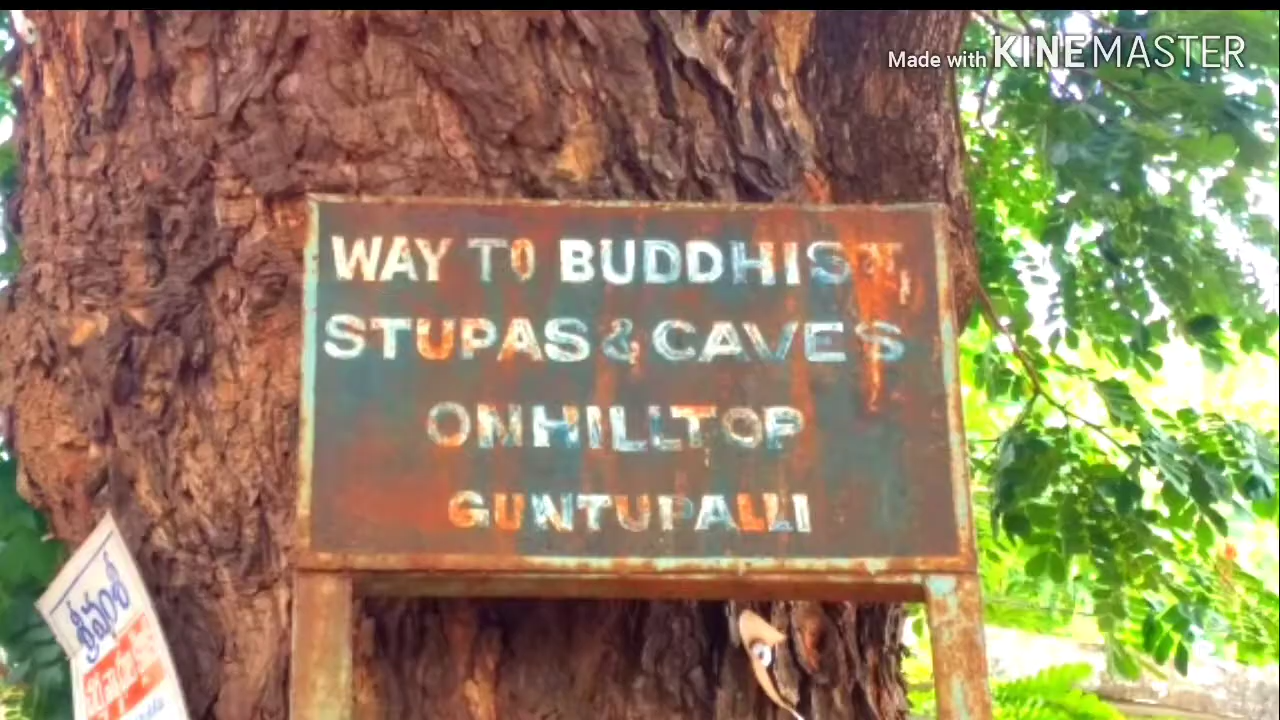 Made with KINEMASTER
WAY TO BUDDHIST,
STUPAS & CAVES
ON HILLTOP
GUNTUPALLI